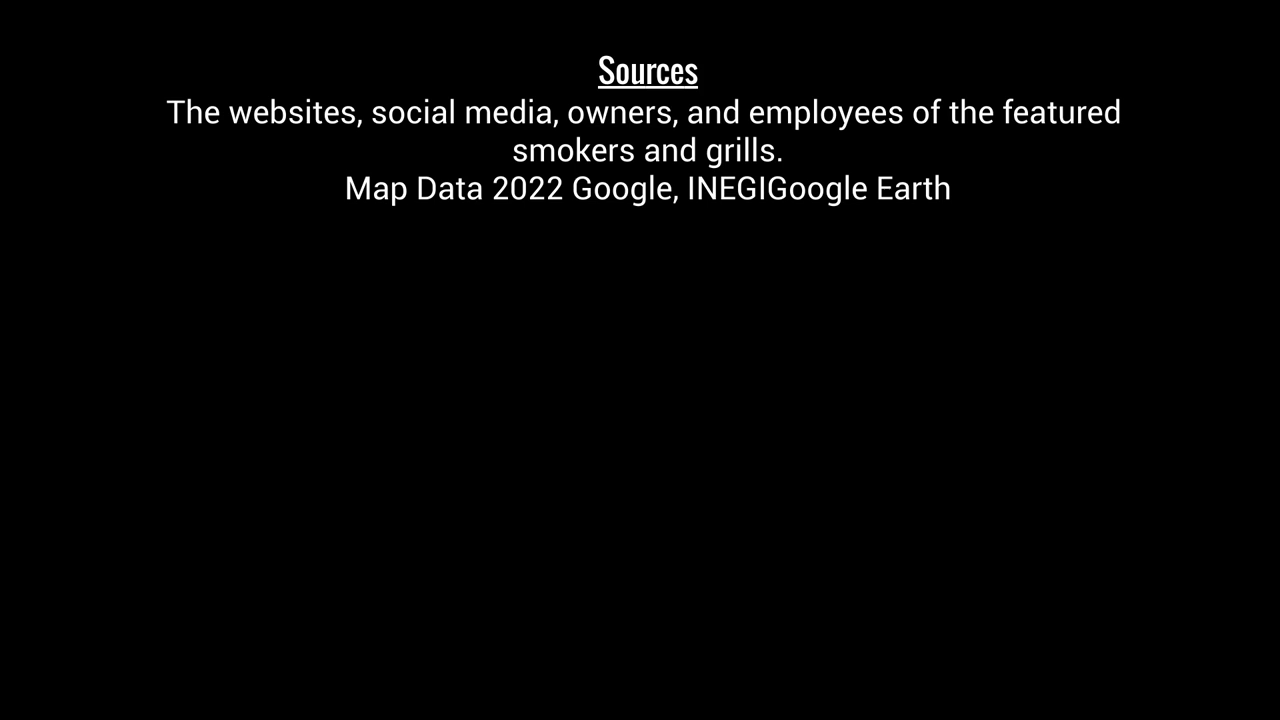 Sources
The websites, social media, owners, and employees of the featured
smokers and grills.
Map Data 2022 Google, INEGIGoogle Earth